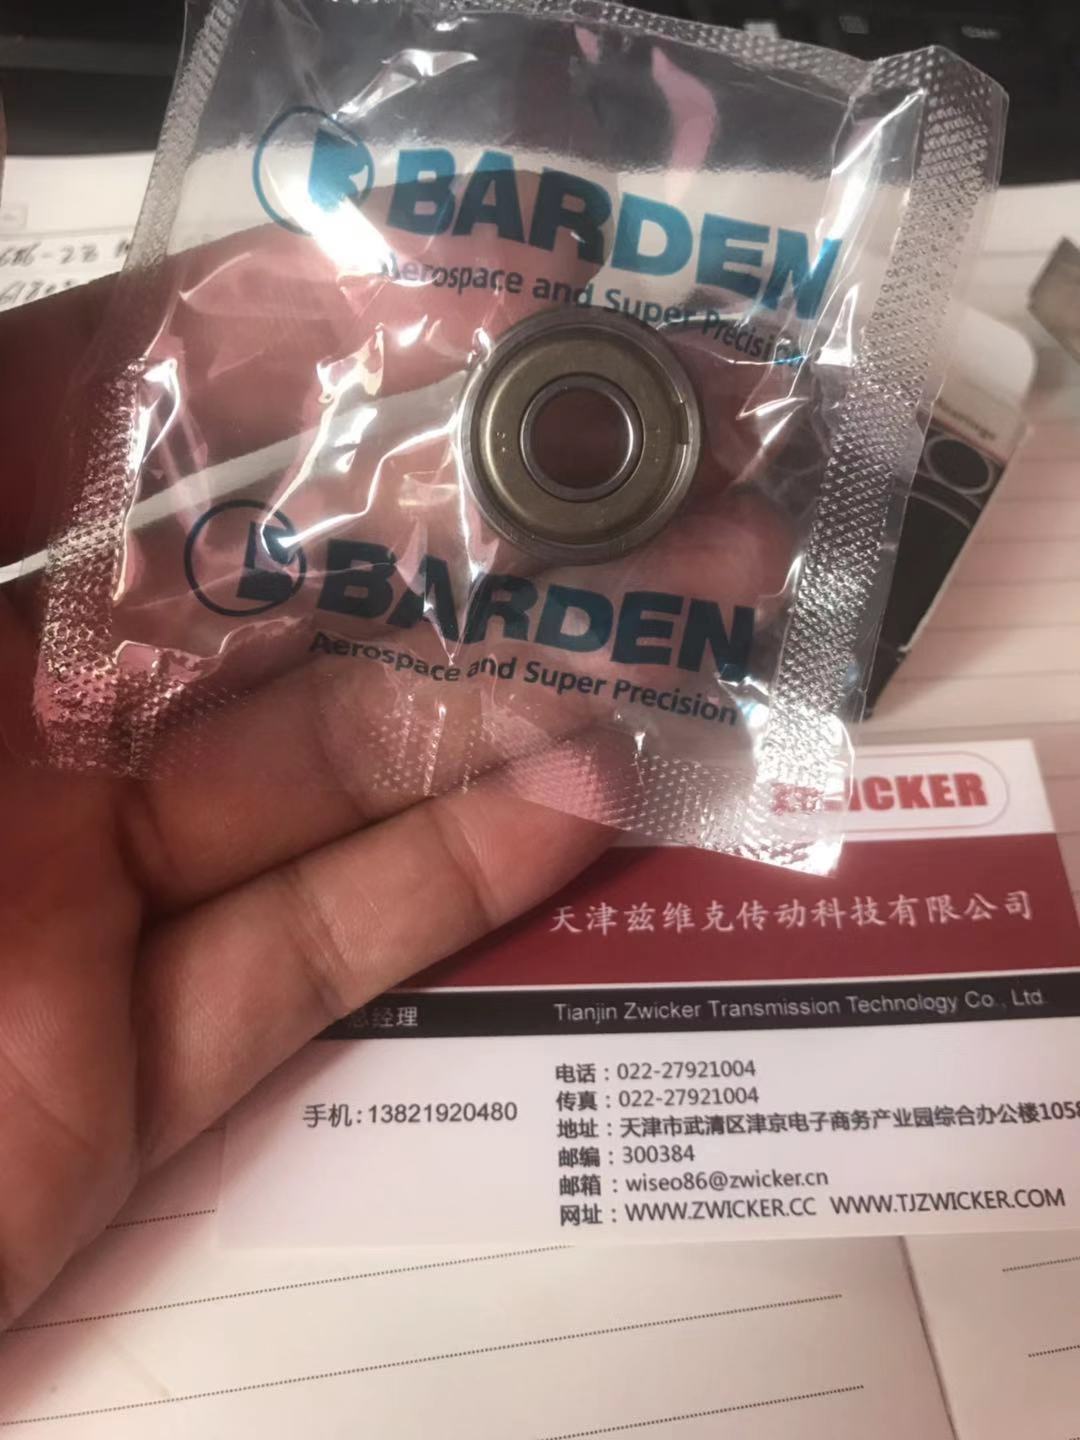 BARDEN
Aerospace and Super Precision
BARDEN
Aerospace and Super Precision
天津兹维克传动科技有限公司
总经理
Tianjin Zwicker Transmission Technology Co., Ltd.
手机:13821920480
电话:022-27921004
传真:022-27921004
地址:天津市武清区津京电子商务产业园综合办公楼1058
邮编:300384
邮箱:wiseo86@zwicker.cn
网址:WWW.ZWICKER.CC WWW.TJZWICKER.COM